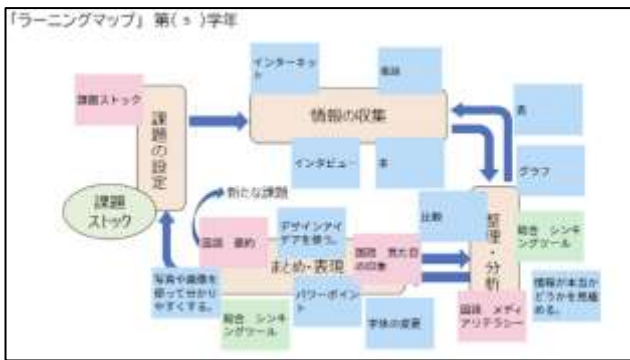 「ラーニングマップ」 第( 5 )学年
インターネッ
ト
電話
課題ストック
課題の設定
情報の収集
インタビュー
本
表
グラフ
課題
ストック
新たな課題
国語 要約
デザインアイ
デアを使う。
国語 見た目
の印象
比較
整理・分析
総合 シンキ
ングツール
まとめ・表現
写真や画像を
使って分かり
やすくする。
総合 シンキ
ングツール
パワーポイン
ト
字体の変更
国語 メディ
アリテラシー
情報が本当か
どうかを見極
める。